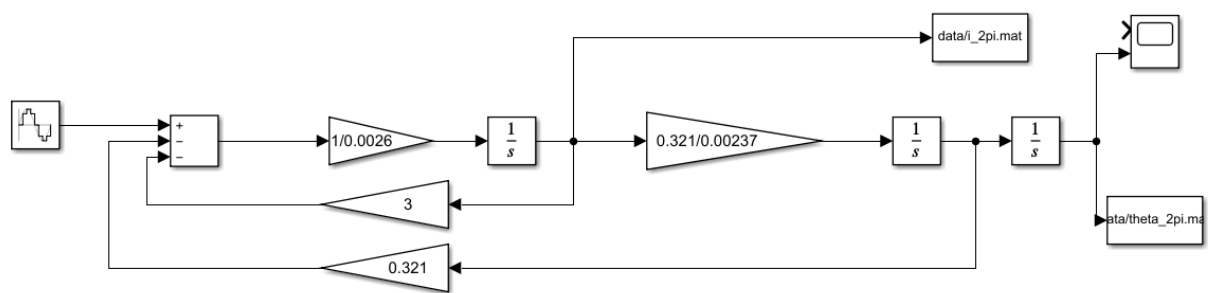 data/i_2pi.mat
+
−
−
1/0.0026
1
s
0.321/0.00237
1
s
1
s
3
ata/theta_2pi.ma
0.321